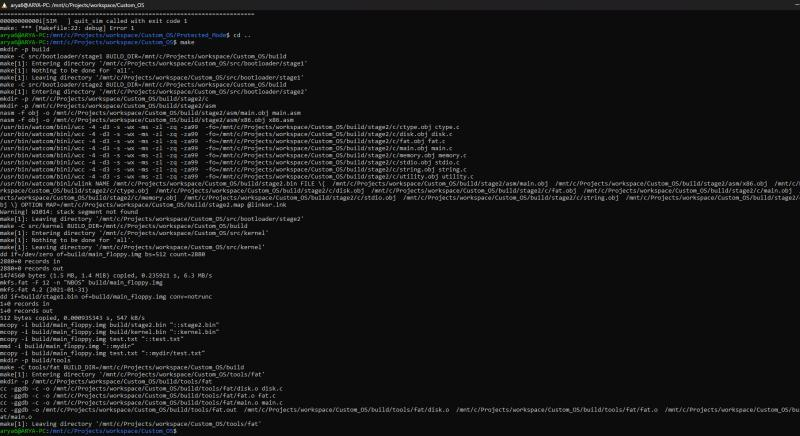 arya6@ARYA-PC: /mnt/c/Projects/workspace/Custom_OS
========================================================================
00000000000i[SIM   ] quit_sim called with exit code 1
make: *** [Makefile:22: debug] Error 1
arya6@ARYA-PC:/mnt/c/Projects/workspace/Custom_OS/Protected_Mode$ cd ..
arya6@ARYA-PC:/mnt/c/Projects/workspace/Custom_OS$ make
mkdir -p build
make -C src/bootloader/stage1 BUILD_DIR=/mnt/c/Projects/workspace/Custom_OS/build
make[1]: Entering directory '/mnt/c/Projects/workspace/Custom_OS/src/bootloader/stage1'
make[1]: Nothing to be done for 'all'.
make[1]: Leaving directory '/mnt/c/Projects/workspace/Custom_OS/src/bootloader/stage1'
make -C src/bootloader/stage2 BUILD_DIR=/mnt/c/Projects/workspace/Custom_OS/build
make[1]: Entering directory '/mnt/c/Projects/workspace/Custom_OS/src/bootloader/stage2'
mkdir -p /mnt/c/Projects/workspace/Custom_OS/build/stage2/c
mkdir -p /mnt/c/Projects/workspace/Custom_OS/build/stage2/asm
nasm -f obj -o /mnt/c/Projects/workspace/Custom_OS/build/stage2/asm/main.obj main.asm
nasm -f obj -o /mnt/c/Projects/workspace/Custom_OS/build/stage2/asm/x86.obj x86.asm
/usr/bin/watcom/binl/wcc -4 -d3 -s -wx -ms -zl -zq -za99  -fo=/mnt/c/Projects/workspace/Custom_OS/build/stage2/c/ctype.obj ctype.c
/usr/bin/watcom/binl/wcc -4 -d3 -s -wx -ms -zl -zq -za99  -fo=/mnt/c/Projects/workspace/Custom_OS/build/stage2/c/disk.obj disk.c
/usr/bin/watcom/binl/wcc -4 -d3 -s -wx -ms -zl -zq -za99  -fo=/mnt/c/Projects/workspace/Custom_OS/build/stage2/c/fat.obj fat.c
/usr/bin/watcom/binl/wcc -4 -d3 -s -wx -ms -zl -zq -za99  -fo=/mnt/c/Projects/workspace/Custom_OS/build/stage2/c/main.obj main.c
/usr/bin/watcom/binl/wcc -4 -d3 -s -wx -ms -zl -zq -za99  -fo=/mnt/c/Projects/workspace/Custom_OS/build/stage2/c/memory.obj memory.c
/usr/bin/watcom/binl/wcc -4 -d3 -s -wx -ms -zl -zq -za99  -fo=/mnt/c/Projects/workspace/Custom_OS/build/stage2/c/stdio.obj stdio.c
/usr/bin/watcom/binl/wcc -4 -d3 -s -wx -ms -zl -zq -za99  -fo=/mnt/c/Projects/workspace/Custom_OS/build/stage2/c/string.obj string.c
/usr/bin/watcom/binl/wcc -4 -d3 -s -wx -ms -zl -zq -za99  -fo=/mnt/c/Projects/workspace/Custom_OS/build/stage2/c/utility.obj utility.c
/usr/bin/watcom/binl/wlink NAME /mnt/c/Projects/workspace/Custom_OS/build/stage2.bin FILE \{  /mnt/c/Projects/workspace/Custom_OS/build/stage2/asm/main.obj  /mnt/c/Projects/workspace/Custom_OS/build/stage2/asm/x86.obj  /mnt/c/
rojects/workspace/Custom_OS/build/stage2/c/ctype.obj  /mnt/c/Projects/workspace/Custom_OS/build/stage2/c/disk.obj  /mnt/c/Projects/workspace/Custom_OS/build/stage2/c/fat.obj  /mnt/c/Projects/workspace/Custom_OS/build/stage2/c/main.obj
ects/workspace/Custom_OS/build/stage2/c/memory.obj  /mnt/c/Projects/workspace/Custom_OS/build/stage2/c/stdio.obj  /mnt/c/Projects/workspace/Custom_OS/build/stage2/c/string.obj  /mnt/c/Projects/workspace/Custom_OS/build/stage2/c/
bj \} OPTION MAP=/mnt/c/Projects/workspace/Custom_OS/build/stage2.map @linker.lnk
Warning! W1014: stack segment not found
make[1]: Leaving directory '/mnt/c/Projects/workspace/Custom_OS/src/bootloader/stage2'
make -C src/kernel BUILD_DIR=/mnt/c/Projects/workspace/Custom_OS/build
make[1]: Entering directory '/mnt/c/Projects/workspace/Custom_OS/src/kernel'
make[1]: Nothing to be done for 'all'.
make[1]: Leaving directory '/mnt/c/Projects/workspace/Custom_OS/src/kernel'
dd if=/dev/zero of=build/main_floppy.img bs=512 count=2880
2880+0 records in
2880+0 records out
1474560 bytes (1.5 MB, 1.4 MiB) copied, 0.235921 s, 6.3 MB/s
mkfs.fat -F 12 -n "NBOS" build/main_floppy.img
mkfs.fat 4.2 (2021-01-31)
dd if=build/stage1.bin of=build/main_floppy.img conv=notrunc
1+0 records in
1+0 records out
512 bytes copied, 0.000935343 s, 547 kB/s
mcopy -i build/main_floppy.img build/stage2.bin "::stage2.bin"
mcopy -i build/main_floppy.img build/kernel.bin "::kernel.bin"
mcopy -i build/main_floppy.img test.txt "::test.txt"
mmd -i build/main_floppy.img "::mydir"
mcopy -i build/main_floppy.img test.txt "::mydir/test.txt"
mkdir -p build/tools
make -C tools/fat BUILD_DIR=/mnt/c/Projects/workspace/Custom_OS/build
make[1]: Entering directory '/mnt/c/Projects/workspace/Custom_OS/tools/fat'
mkdir -p /mnt/c/Projects/workspace/Custom_OS/build/tools/fat
cc -ggdb -c -o /mnt/c/Projects/workspace/Custom_OS/build/tools/fat/disk.o disk.c
cc -ggdb -c -o /mnt/c/Projects/workspace/Custom_OS/build/tools/fat/fat.o fat.c
cc -ggdb -c -o /mnt/c/Projects/workspace/Custom_OS/build/tools/fat/main.o main.c
cc -ggdb -o /mnt/c/Projects/workspace/Custom_OS/build/tools/fat.out  /mnt/c/Projects/workspace/Custom_OS/build/tools/fat/disk.o  /mnt/c/Projects/workspace/Custom_OS/build/tools/fat/fat.o  /mnt/c/Projects/workspace/Custom_OS/build/tools/
at/main.o
make[1]: Leaving directory '/mnt/c/Projects/workspace/Custom_OS/tools/fat'
arya6@ARYA-PC:/mnt/c/Projects/workspace/Custom_OS$